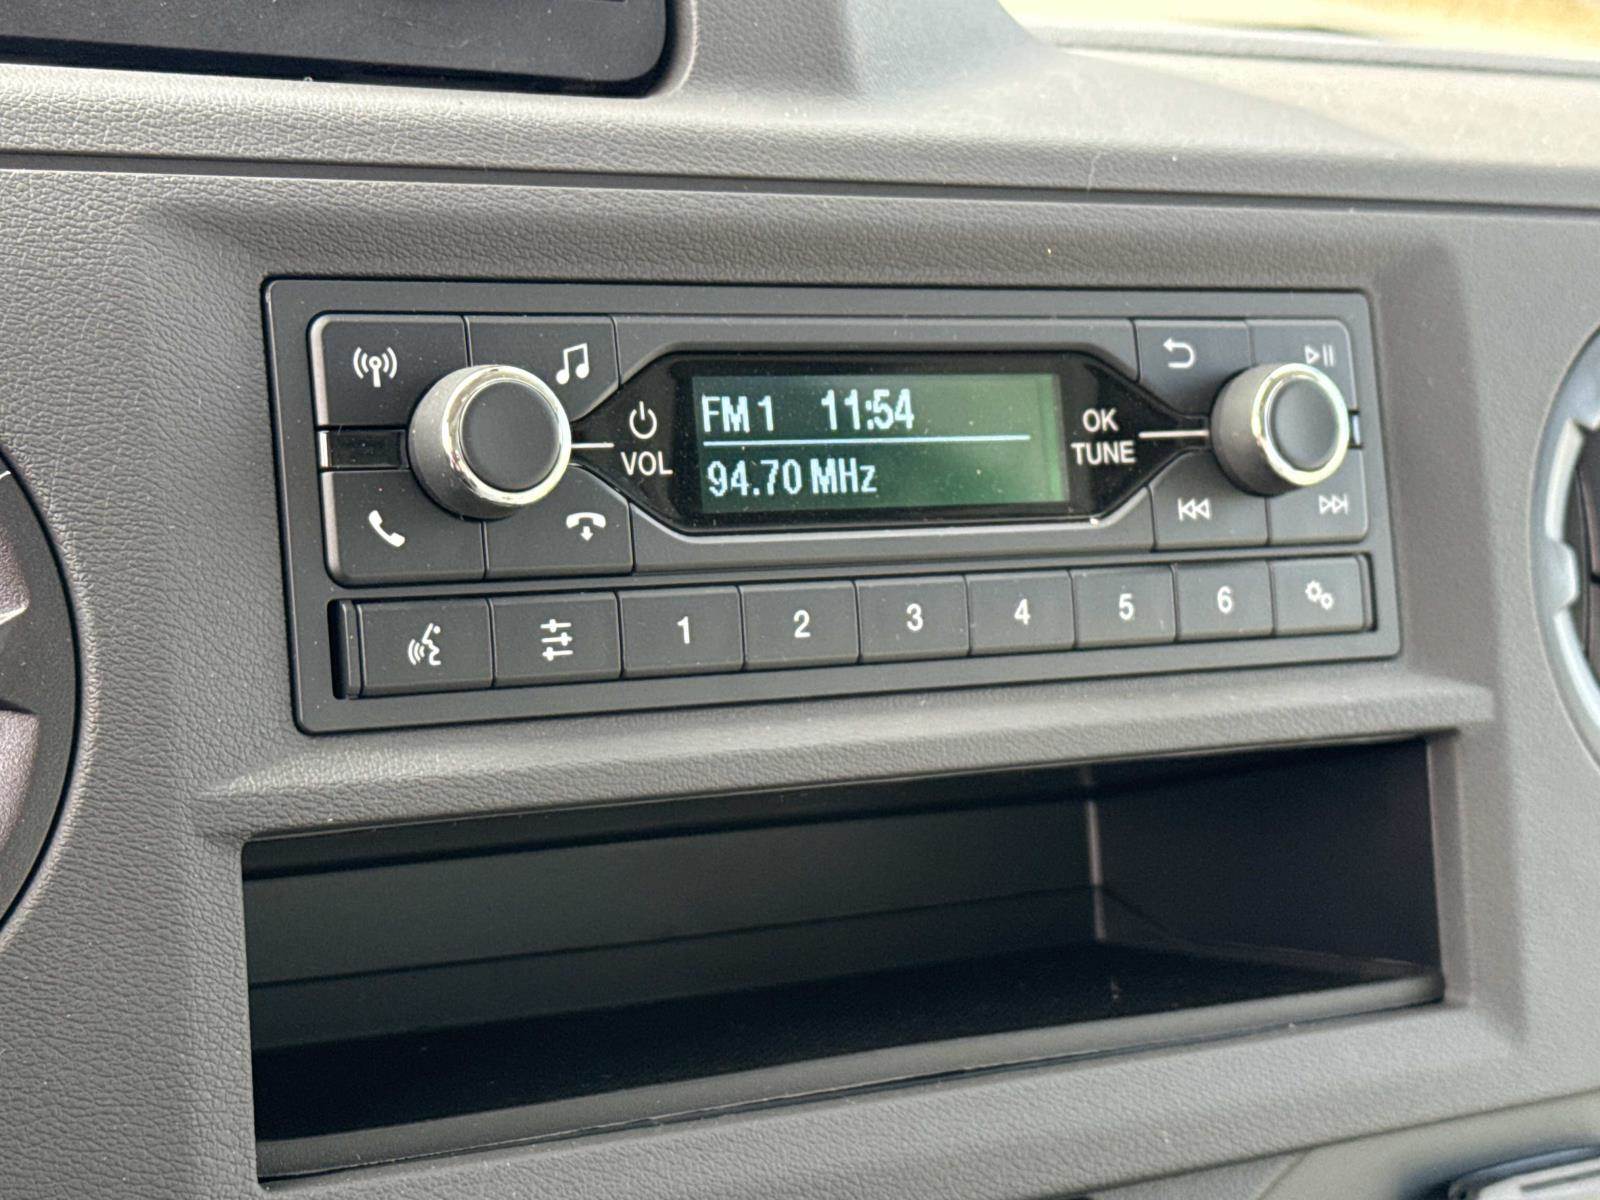 FM 1 11:54
94.70 MHz
VOL
OK
TUNE
1 2 3 4 5 6